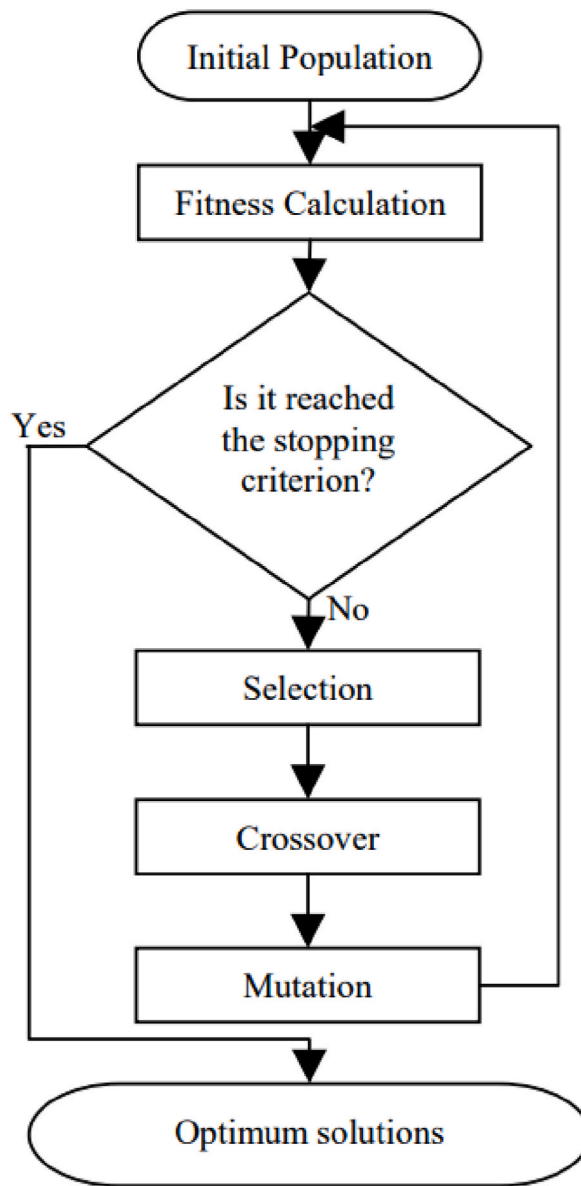 Initial Population
Fitness Calculation
Is it reached
the stopping
criterion?
Yes
No
Selection
Crossover
Mutation
Optimum solutions